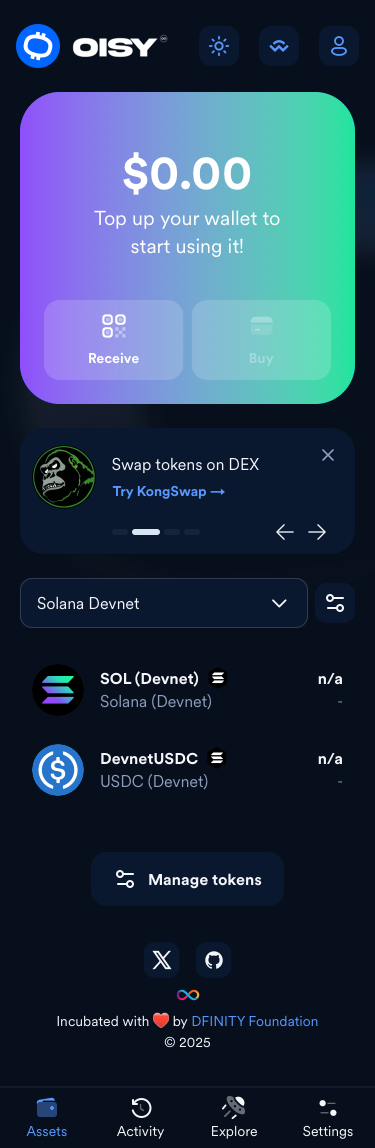 OISY
$0.00
Top up your wallet to
start using it!
Receive
Buy
Swap tokens on DEX
Try KongSwap →
Solana Devnet
SOL (Devnet)
n/a
Solana (Devnet)
-
DevnetUSDC
n/a
USDC (Devnet)
-
Manage tokens
Incubated with ❤️ by DFINITY Foundation
© 2025
Assets
Activity
Explore
Settings